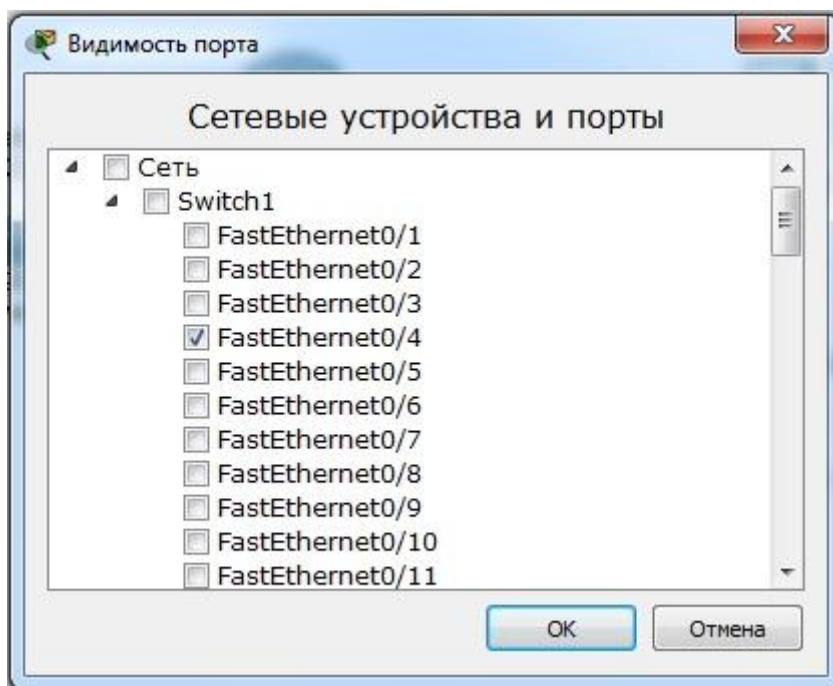 Видимость порта
Сетевые устройства и порты
Сеть
Switch1
FastEthernet0/1
FastEthernet0/2
FastEthernet0/3
FastEthernet0/4
FastEthernet0/5
FastEthernet0/6
FastEthernet0/7
FastEthernet0/8
FastEthernet0/9
FastEthernet0/10
FastEthernet0/11
OK Отмена